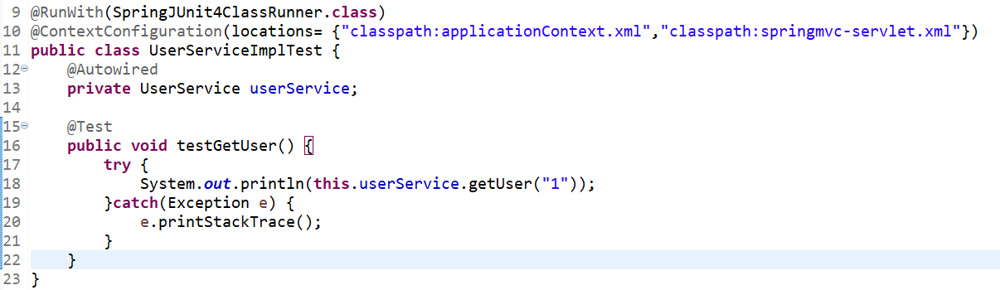 9 @RunWith(SpringJUnit4ClassRunner.class)
10 @ContextConfiguration(locations= {"classpath:applicationContext.xml","classpath:springmvc-servlet.xml"})
11 public class UserServiceImplTest {
12     @Autowired
13     private UserService userService;
14
15     @Test
16     public void testGetUser() {
17         try {
18             System.out.println(this.userService.getUser("1"));
19         }catch(Exception e) {
20             e.printStackTrace();
21         }
22     }
23 }